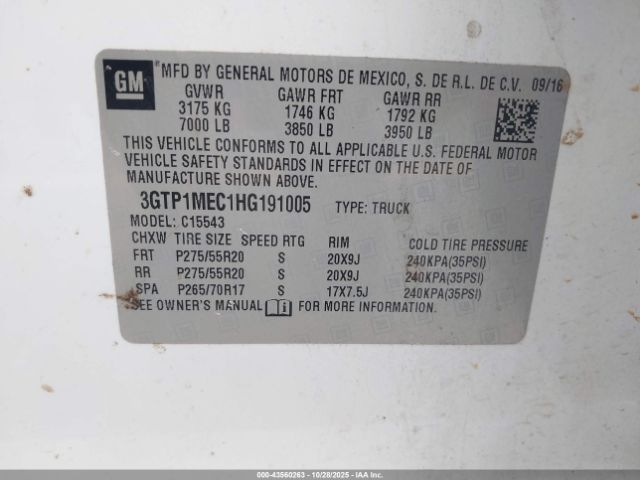 GM
MFD BY GENERAL MOTORS DE MEXICO, S. DE R.L. DE C.V. 09/16
GVWR GAWR FRT GAWR RR
3175 KG 1746 KG 1792 KG
7000 LB 3850 LB 3950 LB
THIS VEHICLE CONFORMS TO ALL APPLICABLE U.S. FEDERAL MOTOR
VEHICLE SAFETY STANDARDS IN EFFECT ON THE DATE OF
MANUFACTURE SHOWN ABOVE.
3GTP1MEC1HG191005 TYPE: TRUCK
MODEL: C15543
CHXW TIRE SIZE SPEED RTG RIM COLD TIRE PRESSURE
FRT P275/55R20 S 20X9J 240KPA(35PSI)
RR P275/55R20 S 20X9J 240KPA(35PSI)
SPA P265/70R17 S 17X7.5J 240KPA(35PSI)
SEE OWNER'S MANUAL FOR MORE INFORMATION.
000-43560263 | 10/28/2025 - IAA Inc.